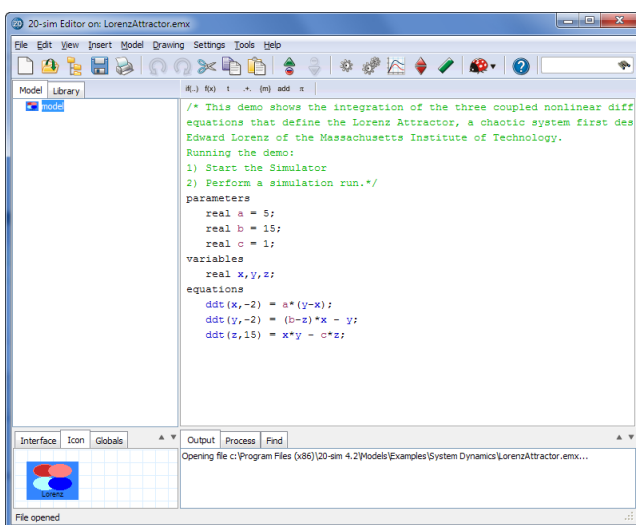 20-sim Editor on: LorenzAttractor.emx
File Edit View Insert Model Drawing Settings Tools Help
Model Library
if(..) f(x) t .+. {m} add π
model
/* This demo shows the integration of the three coupled nonlinear diff
equations that define the Lorenz Attractor, a chaotic system first des
Edward Lorenz of the Massachusetts Institute of Technology.
Running the demo:
1) Start the Simulator
2) Perform a simulation run.*/
parameters
real a = 5;
real b = 15;
real c = 1;
variables
real x,y,z;
equations
ddt(x,-2) = a*(y-x);
ddt(y,-2) = (b-z)*x - y;
ddt(z,15) = x*y - c*z;
Interface Icon Globals
Output Process Find
Opening file c:\Program Files (x86)\20-sim 4.2\Models\Examples\System Dynamics\LorenzAttractor.emx...
Lorenz
File opened